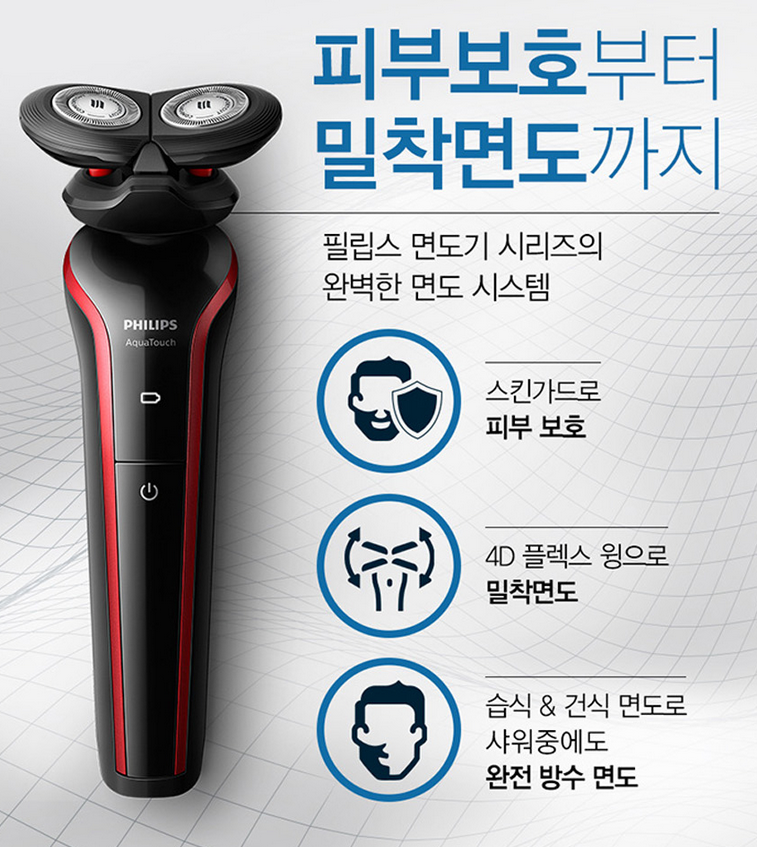 피부보호부터
밀착면도까지
필립스 면도기 시리즈의
완벽한 면도 시스템
PHILIPS
AquaTouch
스킨가드로
피부 보호
4D 플렉스 윙으로
밀착면도
습식 & 건식 면도로
샤워중에도
완전 방수 면도